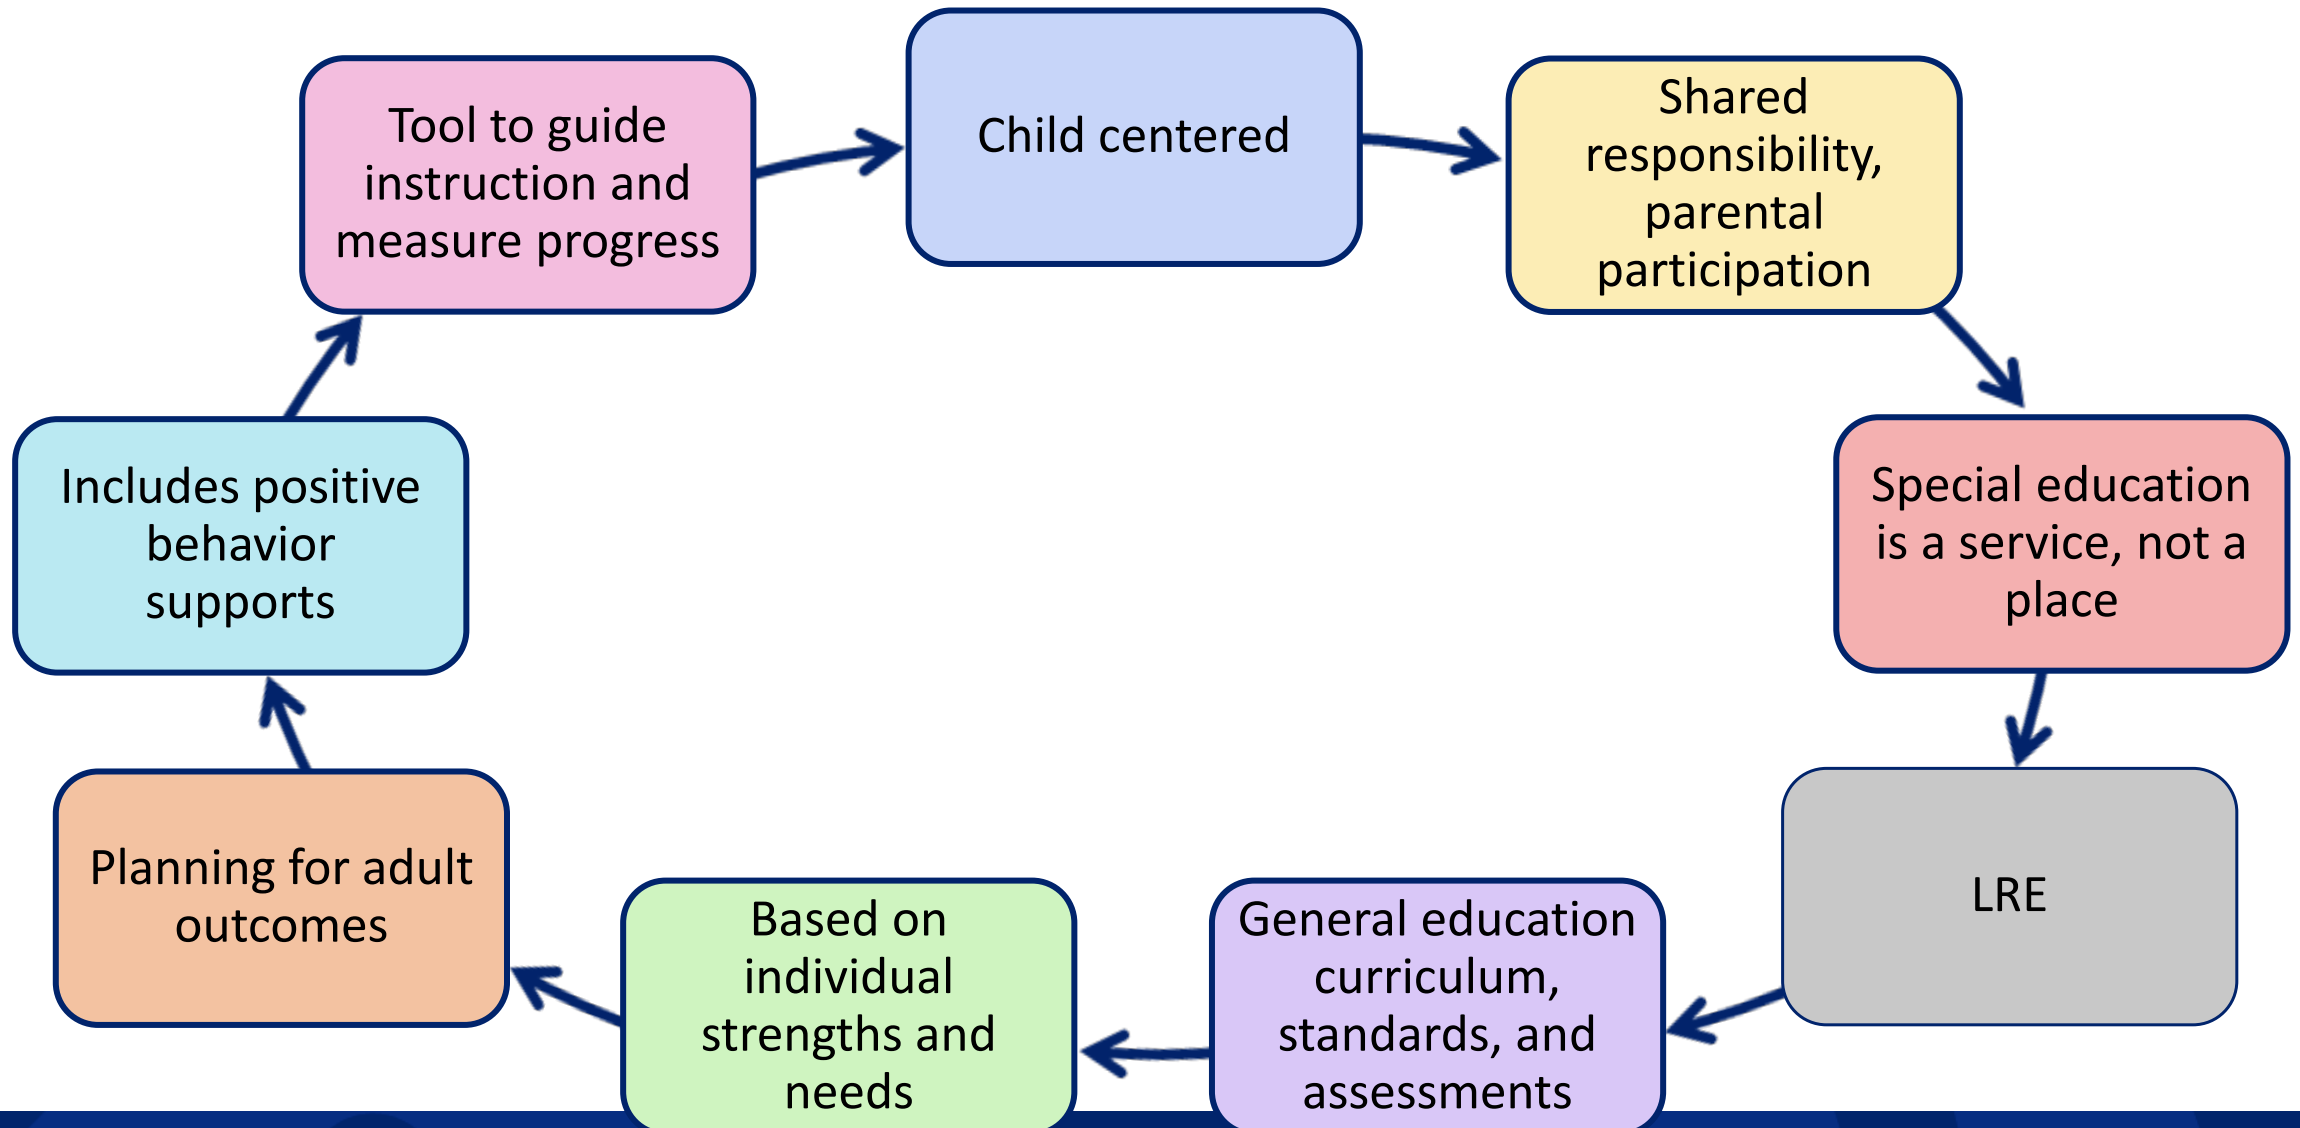 Child centered
Shared
responsibility,
parental
participation
Special education
is a service, not a
place
LRE
General education
curriculum,
standards, and
assessments
Based on
individual
strengths and
needs
Planning for adult
outcomes
Includes positive
behavior
supports
Tool to guide
instruction and
measure progress